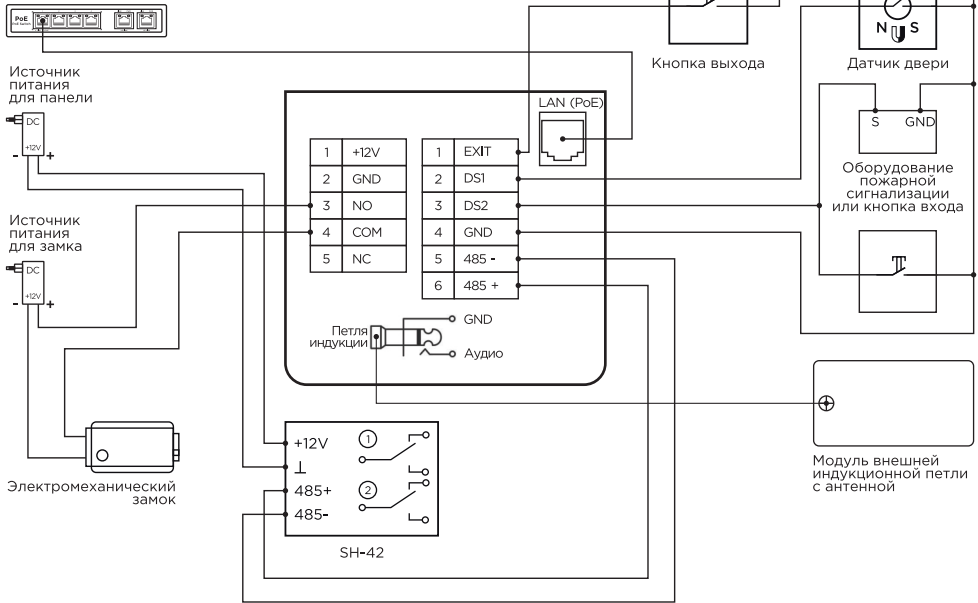 PoE
PoE Switch
Источник
питания
для панели
DC
+12V
- +
Источник
питания
для замка
DC
+12V
- +
Электромеханический
замок
1 +12V
2 GND
3 NO
4 COM
5 NC
1 EXIT
2 DS1
3 DS2
4 GND
5 485 -
6 485 +
LAN (PoE)
Петля
индукции
GND
Аудио
+12V
⊥
485+
485-
1
2
SH-42
Кнопка выхода
N S
Датчик двери
S GND
Оборудование
пожарной
сигнализации
или кнопка входа
Модуль внешней
индукционной петли
с антенной